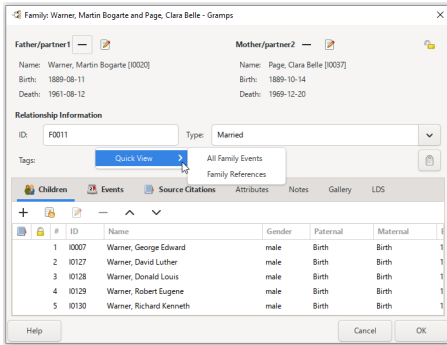 Family: Warner, Martin Bogarte and Page, Clara Belle - Gramps
Father/partner1
Mother/partner2
Name: Warner, Martin Bogarte [I0020]
Name: Page, Clara Belle [I0037]
Birth: 1889-08-11
Birth: 1889-10-14
Death: 1961-08-12
Death: 1969-12-20
Relationship Information
ID: F0011 Type: Married
Tags:
Quick View
All Family Events
Family References
Children Events Source Citations Attributes Notes Gallery LDS
# ID Name Gender Paternal Maternal
1 I0007 Warner, George Edward male Birth Birth
2 I0127 Warner, David Luther male Birth Birth
3 I0128 Warner, Donald Louis male Birth Birth
4 I0129 Warner, Robert Eugene male Birth Birth
5 I0130 Warner, Richard Kenneth male Birth Birth
Help Cancel OK